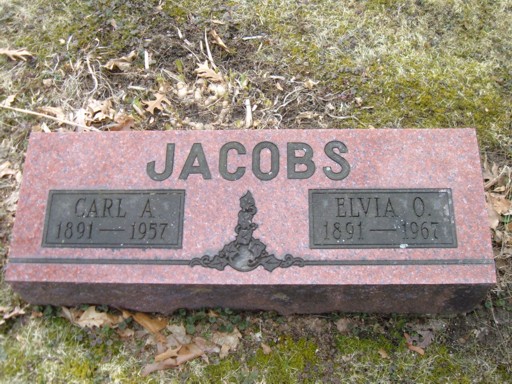 JACOBS
CARL A.
1891 — 1957
ELVIA O.
1891 — 1967